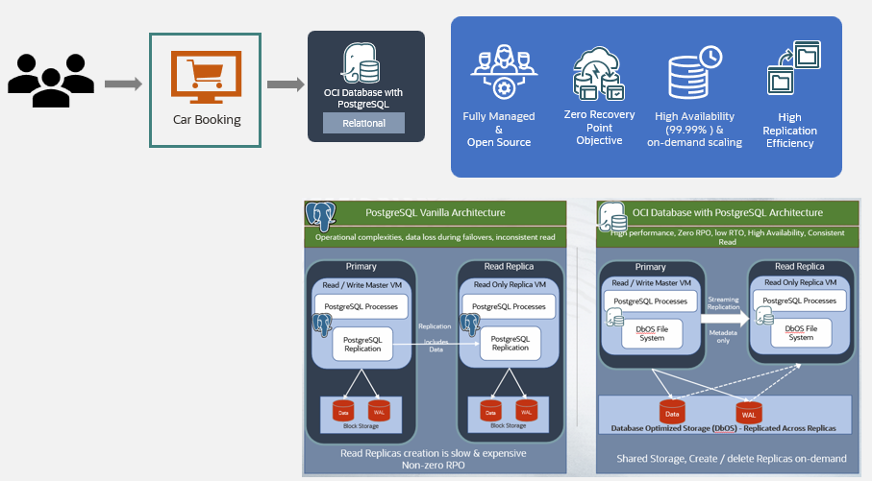 Car Booking
OCI Database with
PostgreSQL
Relational
Fully Managed
&
Open Source
Zero Recovery
Point
Objective
High Availability
(99.99% ) &
on-demand scaling
High
Replication
Efficiency
PostgreSQL Vanilla Architecture
Operational complexities, data loss during failovers, inconsistent read
Primary
Read / Write Master VM
PostgreSQL Processes
PostgreSQL
Replication
Data
WAL
Block Storage
Replication
Includes
Data
Read Replica
Read Only Replica VM
PostgreSQL Processes
PostgreSQL
Replication
Data
WAL
Block Storage
Read Replicas creation is slow & expensive
Non-zero RPO
OCI Database with PostgreSQL Architecture
High performance, Zero RPO, low RTO, High Availability, Consistent
Read
Primary
Read / Write Master VM
PostgreSQL Processes
DbOS File
System
Streaming
Replication
Metadata
only
Read Replica
Read Only Replica VM
PostgreSQL Processes
DbOS File
System
Data
WAL
Database Optimized Storage (DbOS) - Replicated Across Replicas
Shared Storage, Create / delete Replicas on-demand